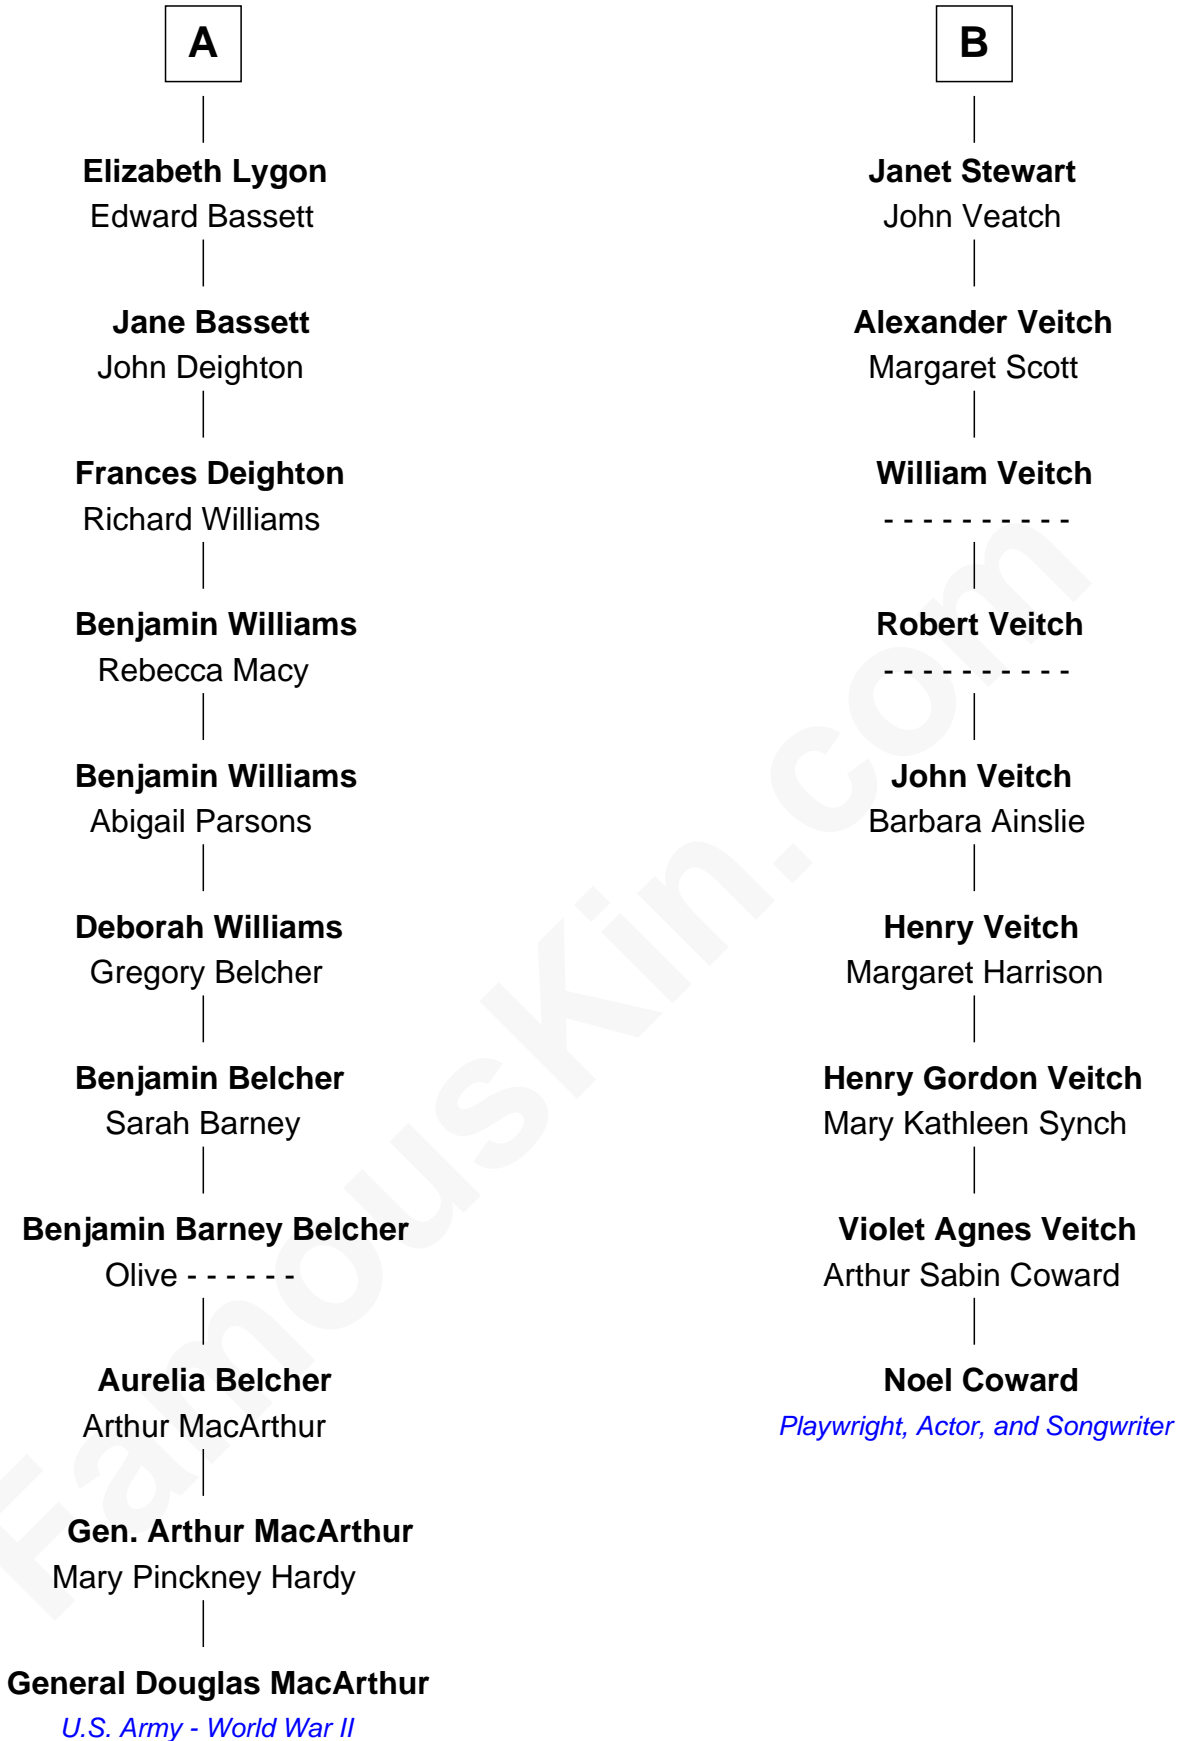 A
Elizabeth Lygon
Edward Bassett
Jane Bassett
John Deighton
Frances Deighton
Richard Williams
Benjamin Williams
Rebecca Macy
Benjamin Williams
Abigail Parsons
Deborah Williams
Gregory Belcher
Benjamin Belcher
Sarah Barney
Benjamin Barney Belcher
Olive - - - - - -
Aurelia Belcher
Arthur MacArthur
Gen. Arthur MacArthur
Mary Pinckney Hardy
General Douglas MacArthur
U.S. Army - World War II
B
Janet Stewart
John Veatch
Alexander Veitch
Margaret Scott
William Veitch
- - - - - - - - - -
Robert Veitch
- - - - - - - - - -
John Veitch
Barbara Ainslie
Henry Veitch
Margaret Harrison
Henry Gordon Veitch
Mary Kathleen Synch
Violet Agnes Veitch
Arthur Sabin Coward
Noel Coward
Playwright, Actor, and Songwriter
FamousKin.com